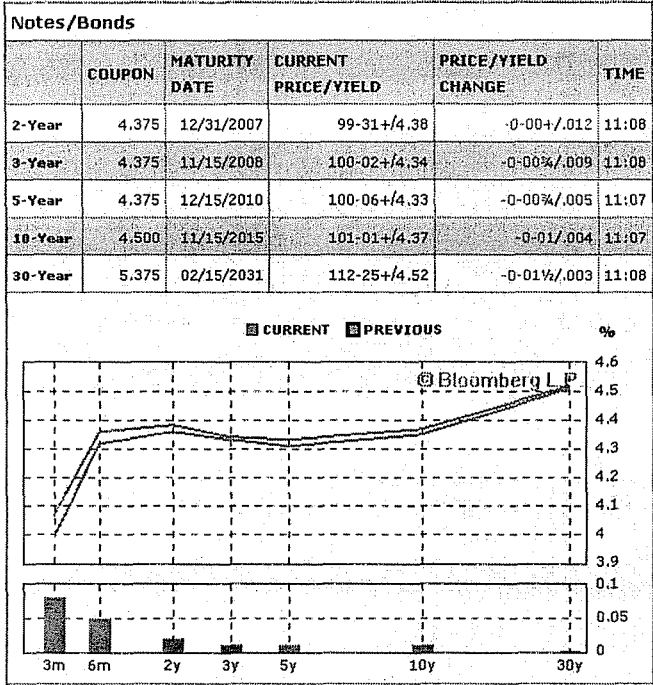 Notes/Bonds
COUPON MATURITY DATE CURRENT PRICE/YIELD PRICE/YIELD CHANGE TIME
2-Year 4.375 12/31/2007 99-31+/4.38 -0-00+/.012 11:08
3-Year 4.375 11/15/2008 100-02+/4.34 -0-00¾/.009 11:08
5-Year 4.375 12/15/2010 100-06+/4.33 -0-00¾/.005 11:07
10-Year 4.500 11/15/2015 101-01+/4.37 -0-01/.004 11:07
30-Year 5.375 02/15/2031 112-25+/4.52 -0-01½/.003 11:08
CURRENT PREVIOUS %
© Bloomberg L.P.
4.6
4.5
4.4
4.3
4.2
4.1
4
3.9
0.1
0.05
0
3m 6m 2y 3y 5y 10y 30y